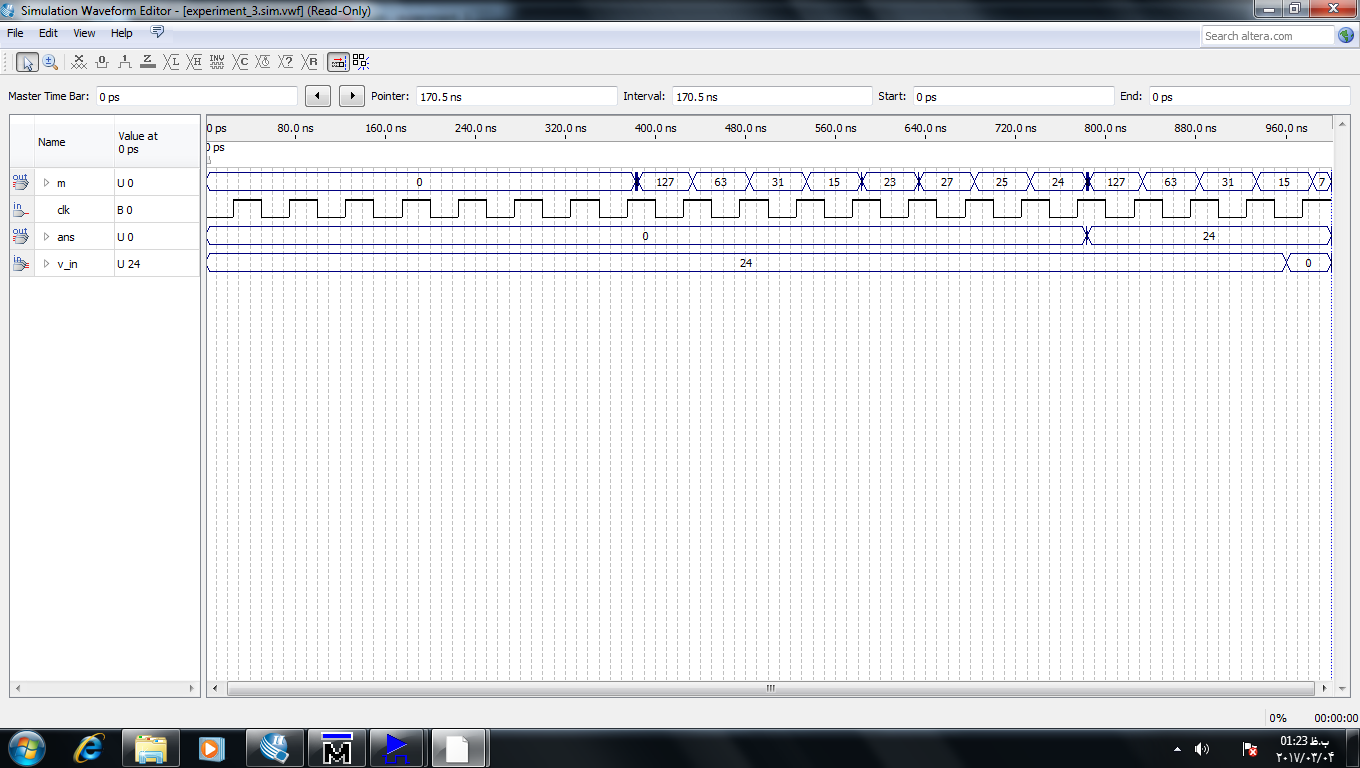 Simulation Waveform Editor - [experiment_3.sim.vwf] (Read-Only)
File Edit View Help
Search altera.com
Master Time Bar: 0 ps Pointer: 170.5 ns Interval: 170.5 ns Start: 0 ps End: 0 ps
Name Value at 0 ps
0 ps 80.0 ns 160.0 ns 240.0 ns 320.0 ns 400.0 ns 480.0 ns 560.0 ns 640.0 ns 720.0 ns 800.0 ns 880.0 ns 960.0 ns
0 ps
out m U 0 0 127 63 31 15 23 27 25 24 127 63 31 15 7
in clk B 0
out ans U 0 0 24
in v_in U 24 24 0
0% 00:00:00
01:23 ب.ظ
۲۰۱۷/۰۳/۰۴